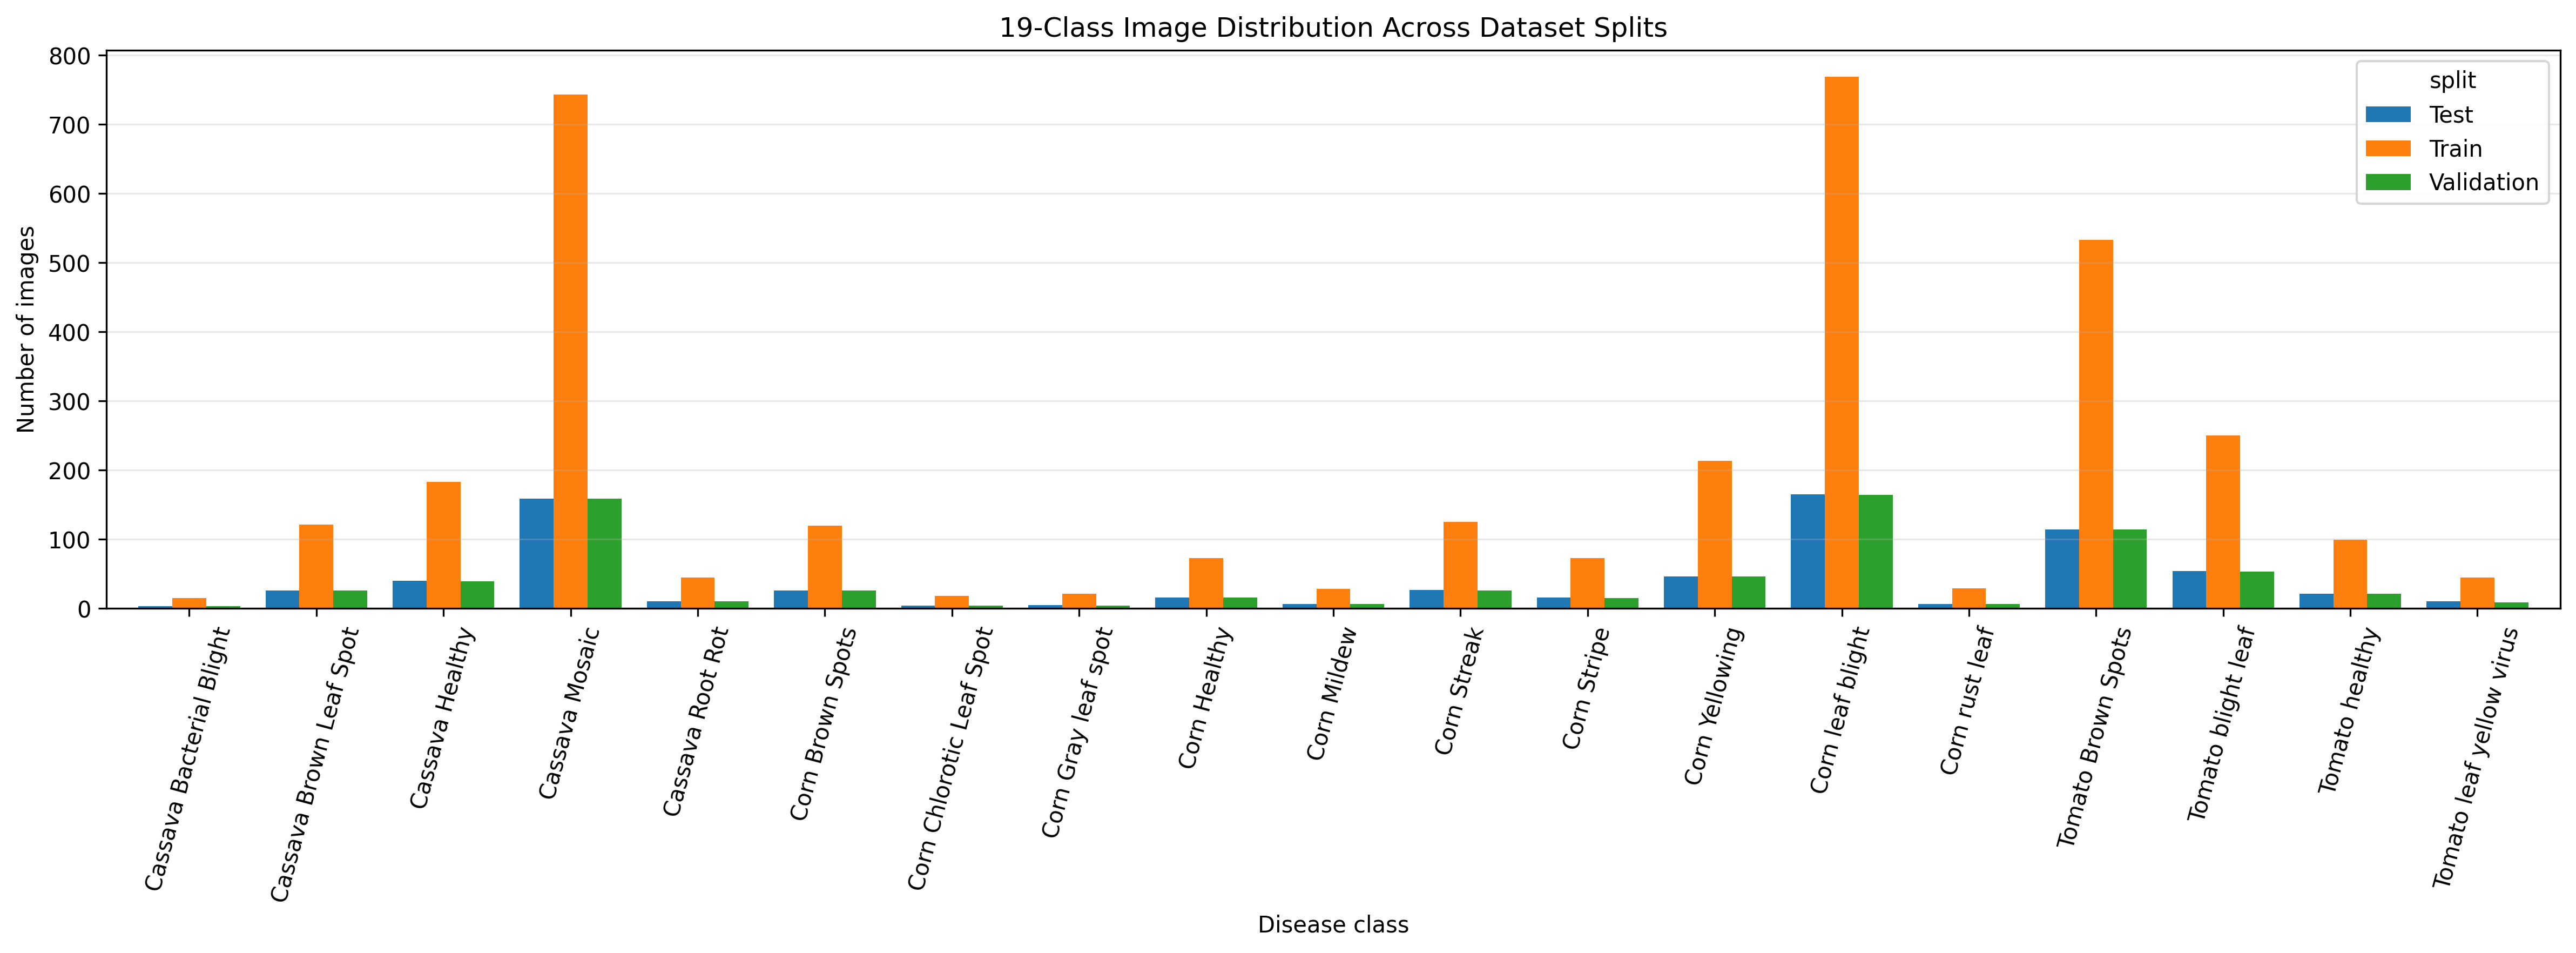 19-Class Image Distribution Across Dataset Splits
Number of images
800
700
600
500
400
300
200
100
0
split
Test
Train
Validation
Cassava Bacterial Blight
Cassava Brown Leaf Spot
Cassava Healthy
Cassava Mosaic
Cassava Root Rot
Corn Brown Spots
Corn Chlorotic Leaf Spot
Corn Gray leaf spot
Corn Healthy
Corn Mildew
Corn Streak
Corn Stripe
Corn Yellowing
Corn leaf blight
Corn rust leaf
Tomato Brown Spots
Tomato blight leaf
Tomato healthy
Tomato leaf yellow virus
Disease class